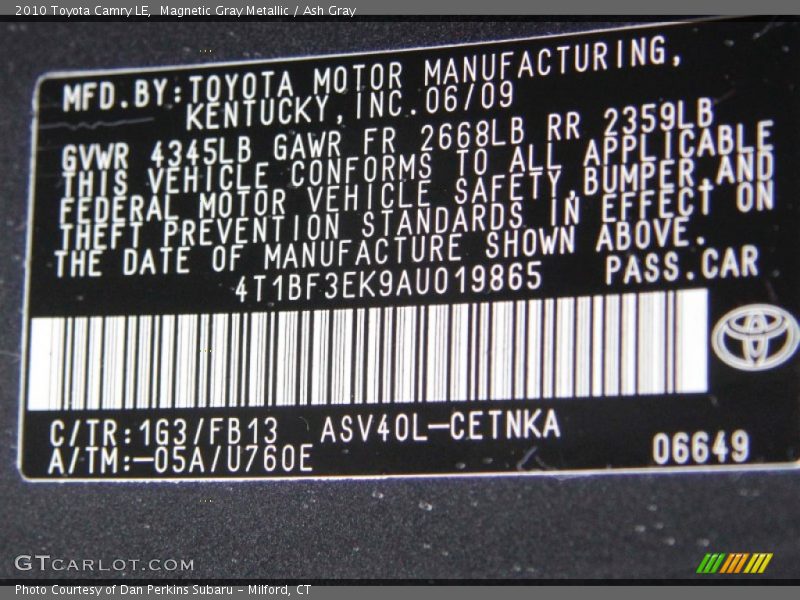 2010 Toyota Camry LE,  Magnetic Gray Metallic / Ash Gray
MFD.BY:TOYOTA MOTOR MANUFACTURING,
KENTUCKY,INC.06/09
GVWR 4345LB GAWR FR 2668LB RR 2359LB
THIS VEHICLE CONFORMS TO ALL APPLICABLE
FEDERAL MOTOR VEHICLE SAFETY,BUMPER,AND
THEFT PREVENTION STANDARDS IN EFFECT ON
THE DATE OF MANUFACTURE SHOWN ABOVE.
4T1BF3EK9AU019865 PASS.CAR
C/TR:1G3/FB13 ASV40L-CETNKA
A/TM:-05A/U760E 06649
GTCARLOT.COM
Photo Courtesy of Dan Perkins Subaru - Milford, CT